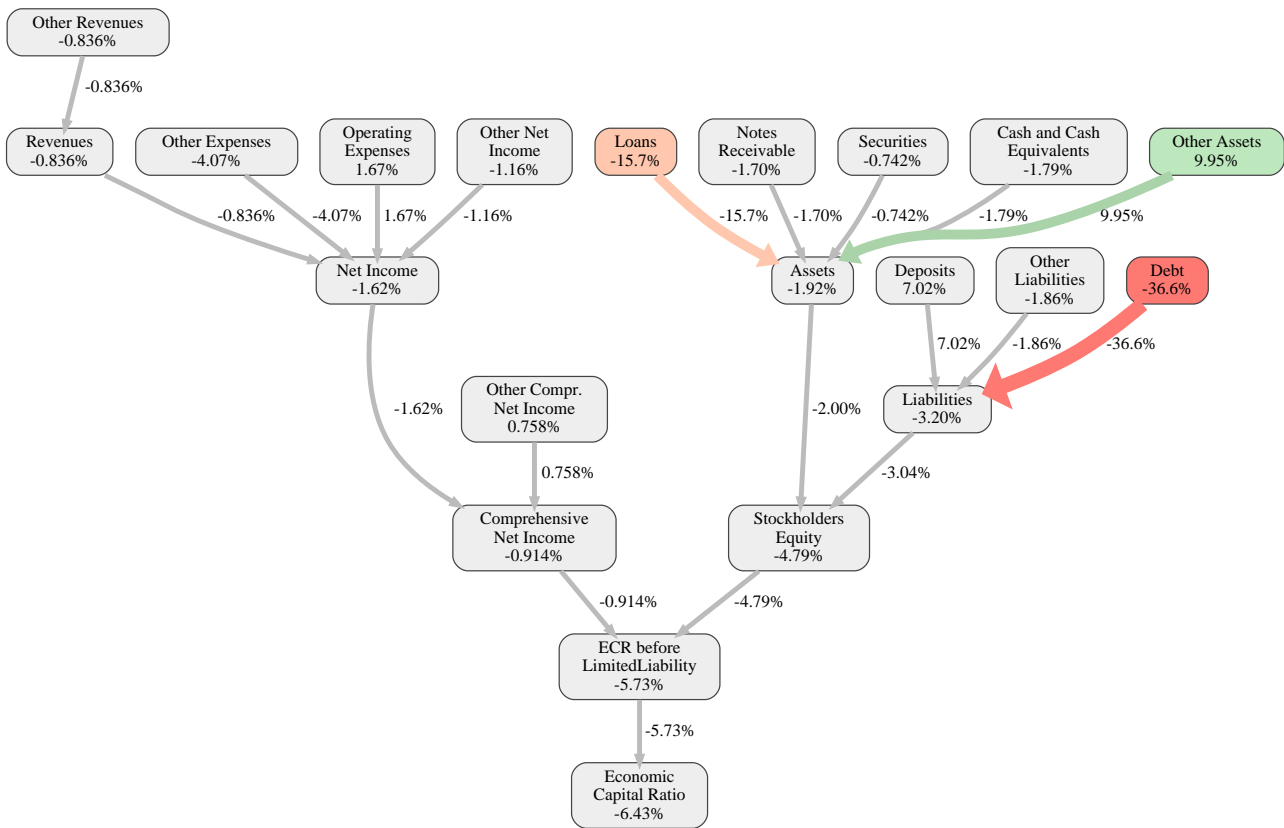 Other Revenues
-0.836%
-0.836%
Revenues
-0.836%
Other Expenses
-4.07%
Operating
Expenses
1.67%
Other Net
Income
-1.16%
Loans
-15.7%
Notes
Receivable
-1.70%
Securities
-0.742%
Cash and Cash
Equivalents
-1.79%
Other Assets
9.95%
-0.836%
-4.07%
1.67%
-1.16%
-15.7%
-1.70%
-0.742%
-1.79%
9.95%
Net Income
-1.62%
Assets
-1.92%
Deposits
7.02%
Other
Liabilities
-1.86%
Debt
-36.6%
7.02%
-1.86%
-36.6%
-1.62%
Other Compr.
Net Income
0.758%
-2.00%
Liabilities
-3.20%
0.758%
-3.04%
Comprehensive
Net Income
-0.914%
Stockholders
Equity
-4.79%
-0.914%
-4.79%
ECR before
LimitedLiability
-5.73%
-5.73%
Economic
Capital Ratio
-6.43%